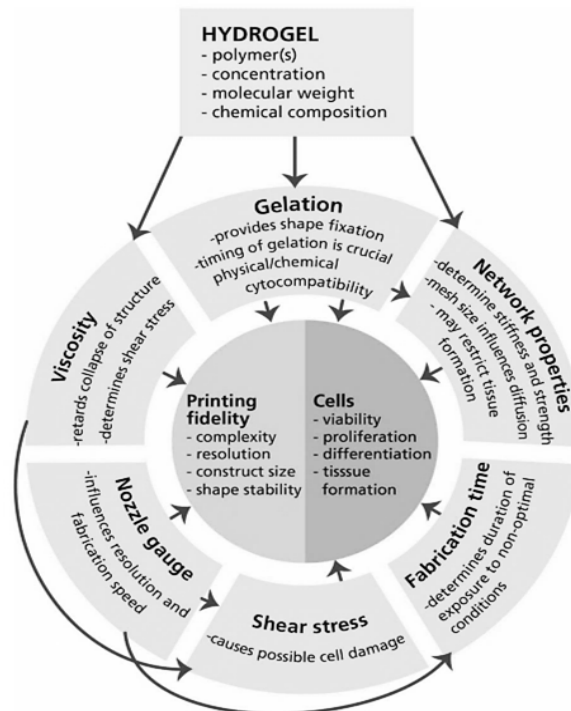 HYDROGEL
- polymer(s)
- concentration
- molecular weight
- chemical composition
Gelation
-provides shape fixation
-timing of gelation is crucial
physical/chemical
cytocompatibility
Viscosity
-retards collapse of structure
-determines shear stress
Network properties
-determine stiffness and strength
-mesh size influences diffusion
- may restrict tissue
formation
Printing
fidelity
- complexity
- resolution
- construct size
- shape stability
Cells
- viability
- proliferation
- differentiation
- tisssue
formation
Nozzle gauge
-influences resolution and
fabrication speed
Shear stress
-causes possible cell damage
Fabrication time
-determines duration of
exposure to non-optimal
conditions